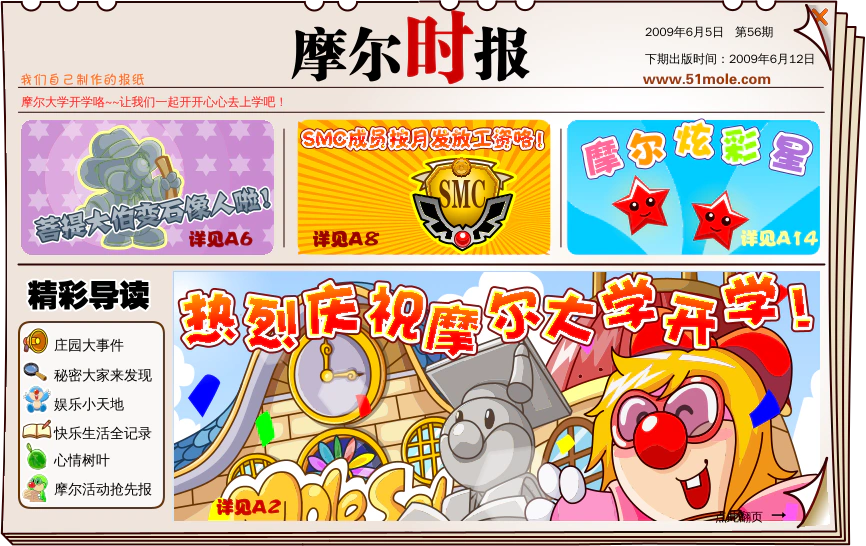 摩尔时报
2009年6月5日 第56期
下期出版时间：2009年6月12日
www.51mole.com
我们自己制作的报纸
摩尔大学开学咯~~让我们一起开开心心去上学吧！
菩提大伯变石像人啦！
详见A6
SMC成员按月发放工资咯！
SMC
详见A8
摩尔炫彩星
详见A14
精彩导读
庄园大事件
秘密大家来发现
娱乐小天地
快乐生活全记录
心情树叶
摩尔活动抢先报
热烈庆祝摩尔大学开学！
详见A2
点此翻页 →